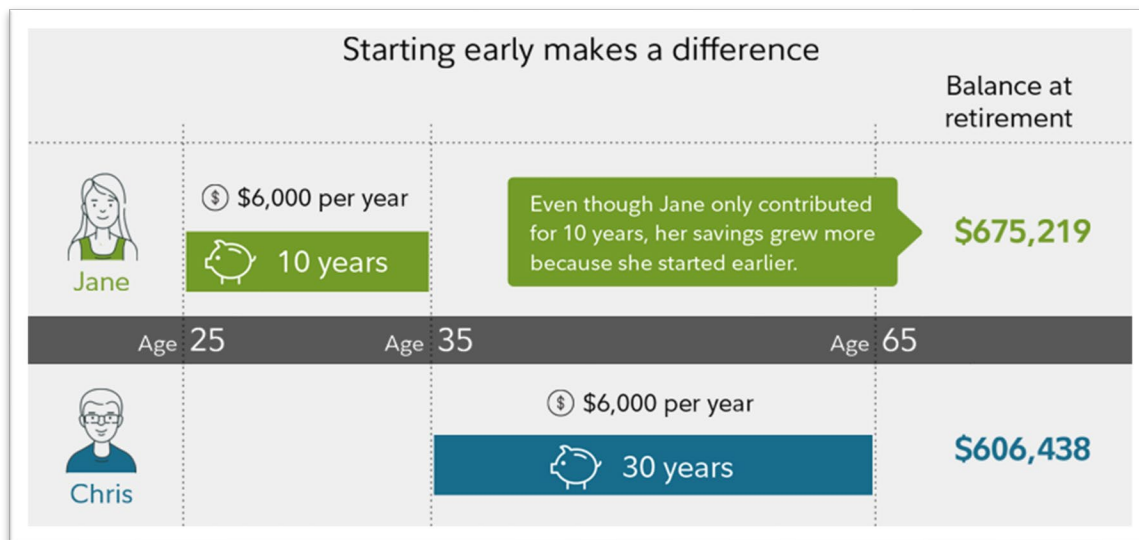 Starting early makes a difference
Balance at
retirement
$ $6,000 per year
Even though Jane only contributed
for 10 years, her savings grew more
because she started earlier.
$675,219
10 years
Jane
Age 25
Age 35
Age 65
$ $6,000 per year
30 years
$606,438
Chris